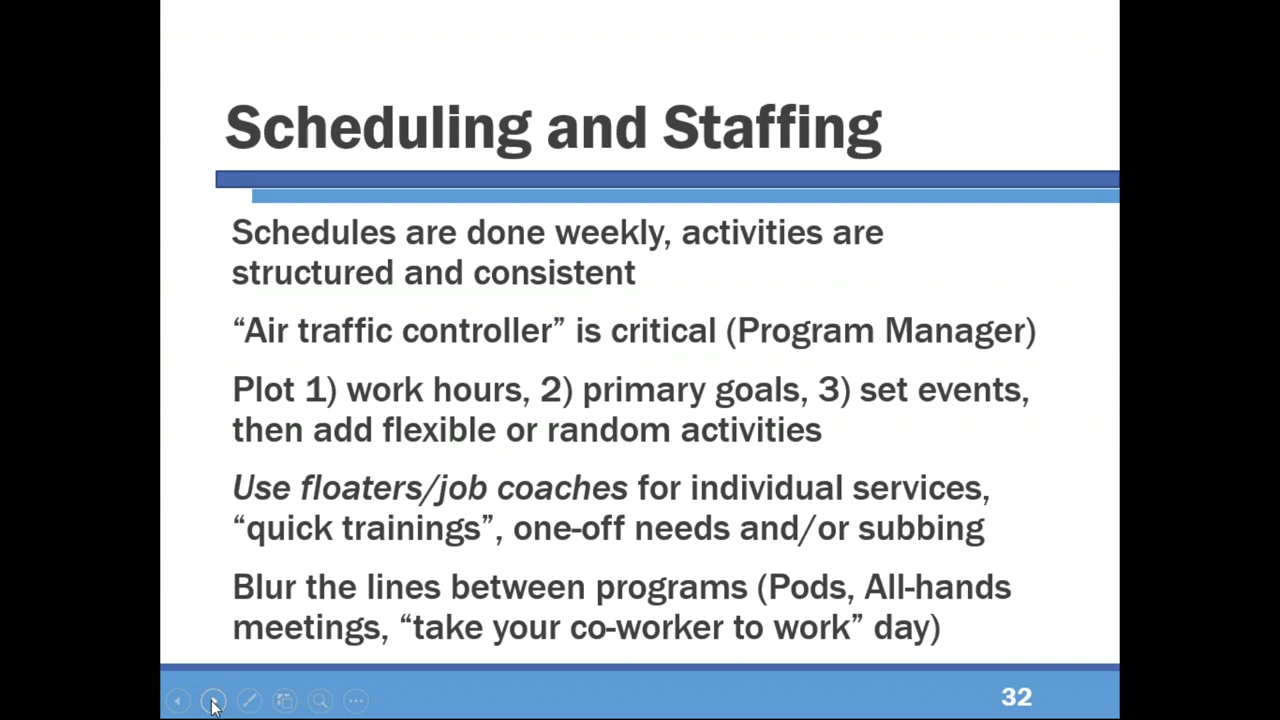 Scheduling and Staffing
Schedules are done weekly, activities are
structured and consistent
“Air traffic controller” is critical (Program Manager)
Plot 1) work hours, 2) primary goals, 3) set events,
then add flexible or random activities
Use floaters/job coaches for individual services,
“quick trainings”, one-off needs and/or subbing
Blur the lines between programs (Pods, All-hands
meetings, “take your co-worker to work” day)
32